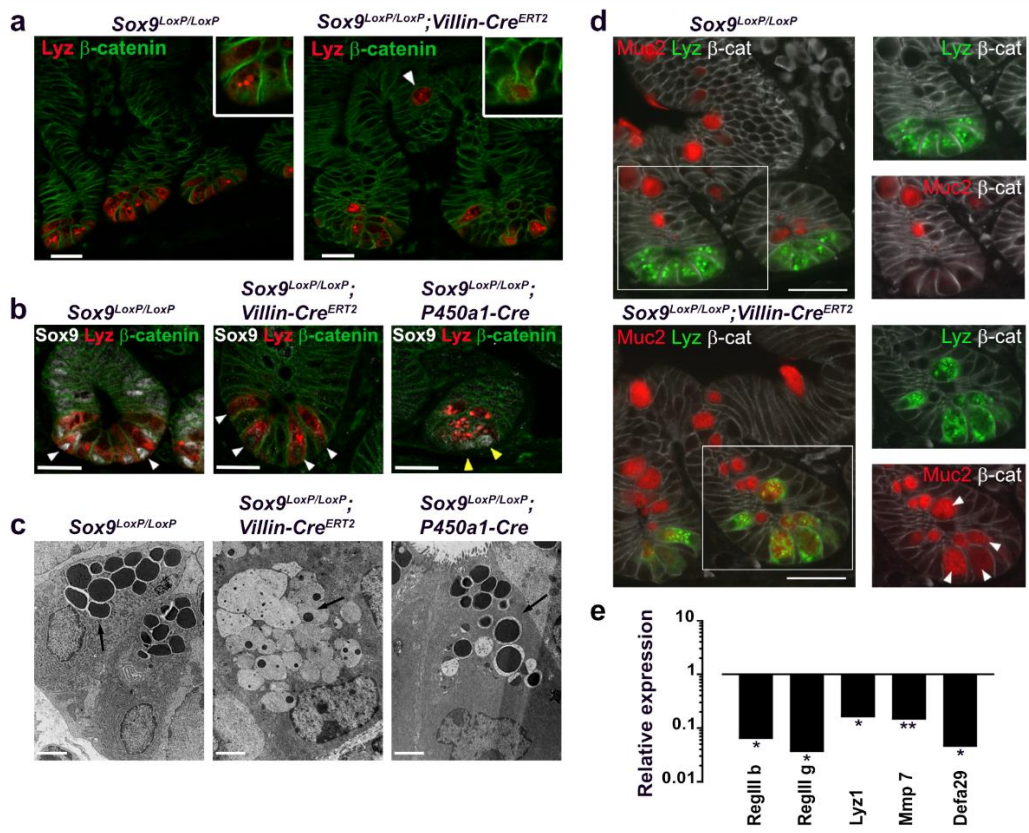 a
Sox9LoxP/LoxP
Sox9LoxP/LoxP;Villin-CreERT2
Lyz β-catenin
Lyz β-catenin
b
Sox9LoxP/LoxP
Sox9LoxP/LoxP;
Villin-CreERT2
Sox9LoxP/LoxP;
P450a1-Cre
Sox9 Lyz β-catenin
Sox9 Lyz β-catenin
Sox9 Lyz β-catenin
c
Sox9LoxP/LoxP
Sox9LoxP/LoxP;
Villin-CreERT2
Sox9LoxP/LoxP;
P450a1-Cre
d
Sox9LoxP/LoxP
Muc2 Lyz β-cat
Lyz β-cat
Muc2 β-cat
Sox9LoxP/LoxP;Villin-CreERT2
Muc2 Lyz β-cat
Lyz β-cat
Muc2 β-cat
e
Relative expression
10
1
0.1
0.01
*
*
*
**
*
RegIII b
RegIII g
Lyz1
Mmp 7
Defa29